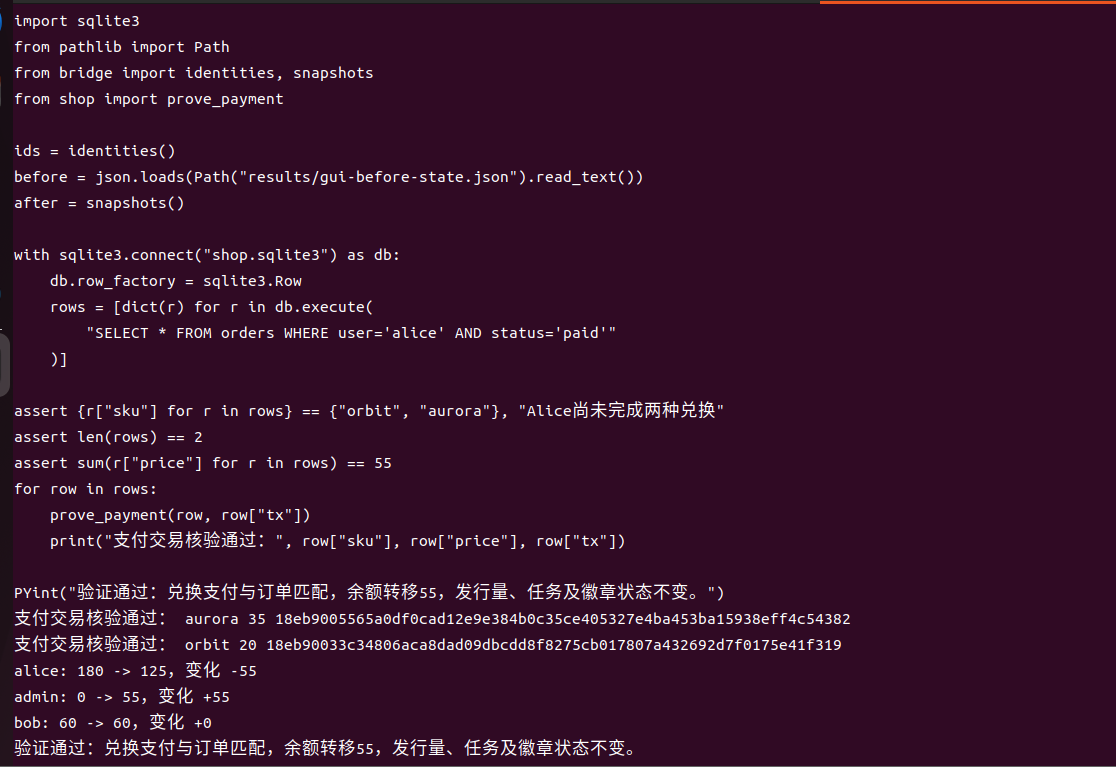 import sqlite3
from pathlib import Path
from bridge import identities, snapshots
from shop import prove_payment
ids = identities()
before = json.loads(Path("results/gui-before-state.json").read_text())
after = snapshots()
with sqlite3.connect("shop.sqlite3") as db:
    db.row_factory = sqlite3.Row
    rows = [dict(r) for r in db.execute(
        "SELECT * FROM orders WHERE user='alice' AND status='paid'"
    )]
assert {r["sku"] for r in rows} == {"orbit", "aurora"}, "Alice尚未完成两种兑换"
assert len(rows) == 2
assert sum(r["price"] for r in rows) == 55
for row in rows:
    prove_payment(row, row["tx"])
    print("支付交易核验通过：", row["sku"], row["price"], row["tx"])
PYint("验证通过：兑换支付与订单匹配，余额转移55，发行量、任务及徽章状态不变。")
支付交易核验通过： aurora 35 18eb9005565a0df0cad12e9e384b0c35ce405327e4ba453ba15938eff4c54382
支付交易核验通过： orbit 20 18eb90033c34806aca8dad09dbcdd8f8275cb017807a432692d7f0175e41f319
alice: 180 -> 125，变化 -55
admin: 0 -> 55，变化 +55
bob: 60 -> 60，变化 +0
验证通过：兑换支付与订单匹配，余额转移55，发行量、任务及徽章状态不变。